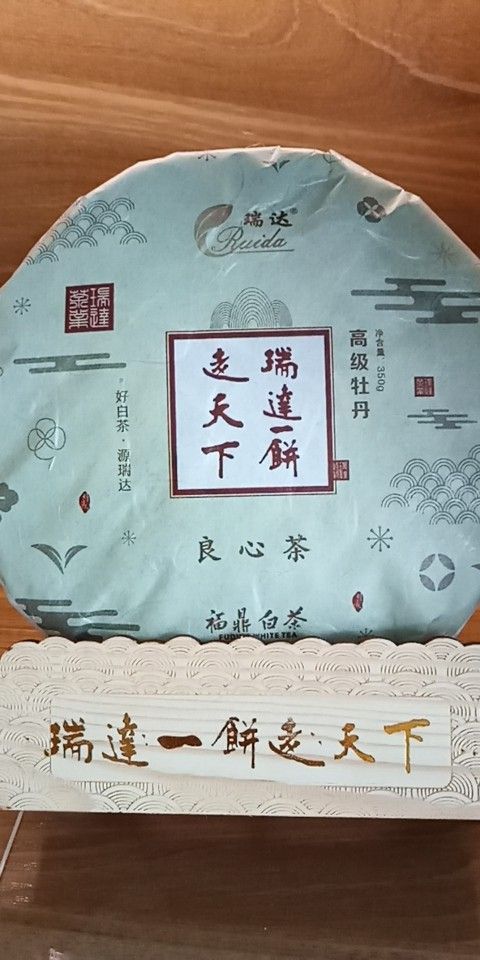 瑞达®
Ruida
瑞達茶業
净含量：350g
高级牡丹
瑞達一餅
走天下
好白茶·源瑞达
良心茶
福鼎白茶
FUDING WHITE TEA
瑞達一餅走天下